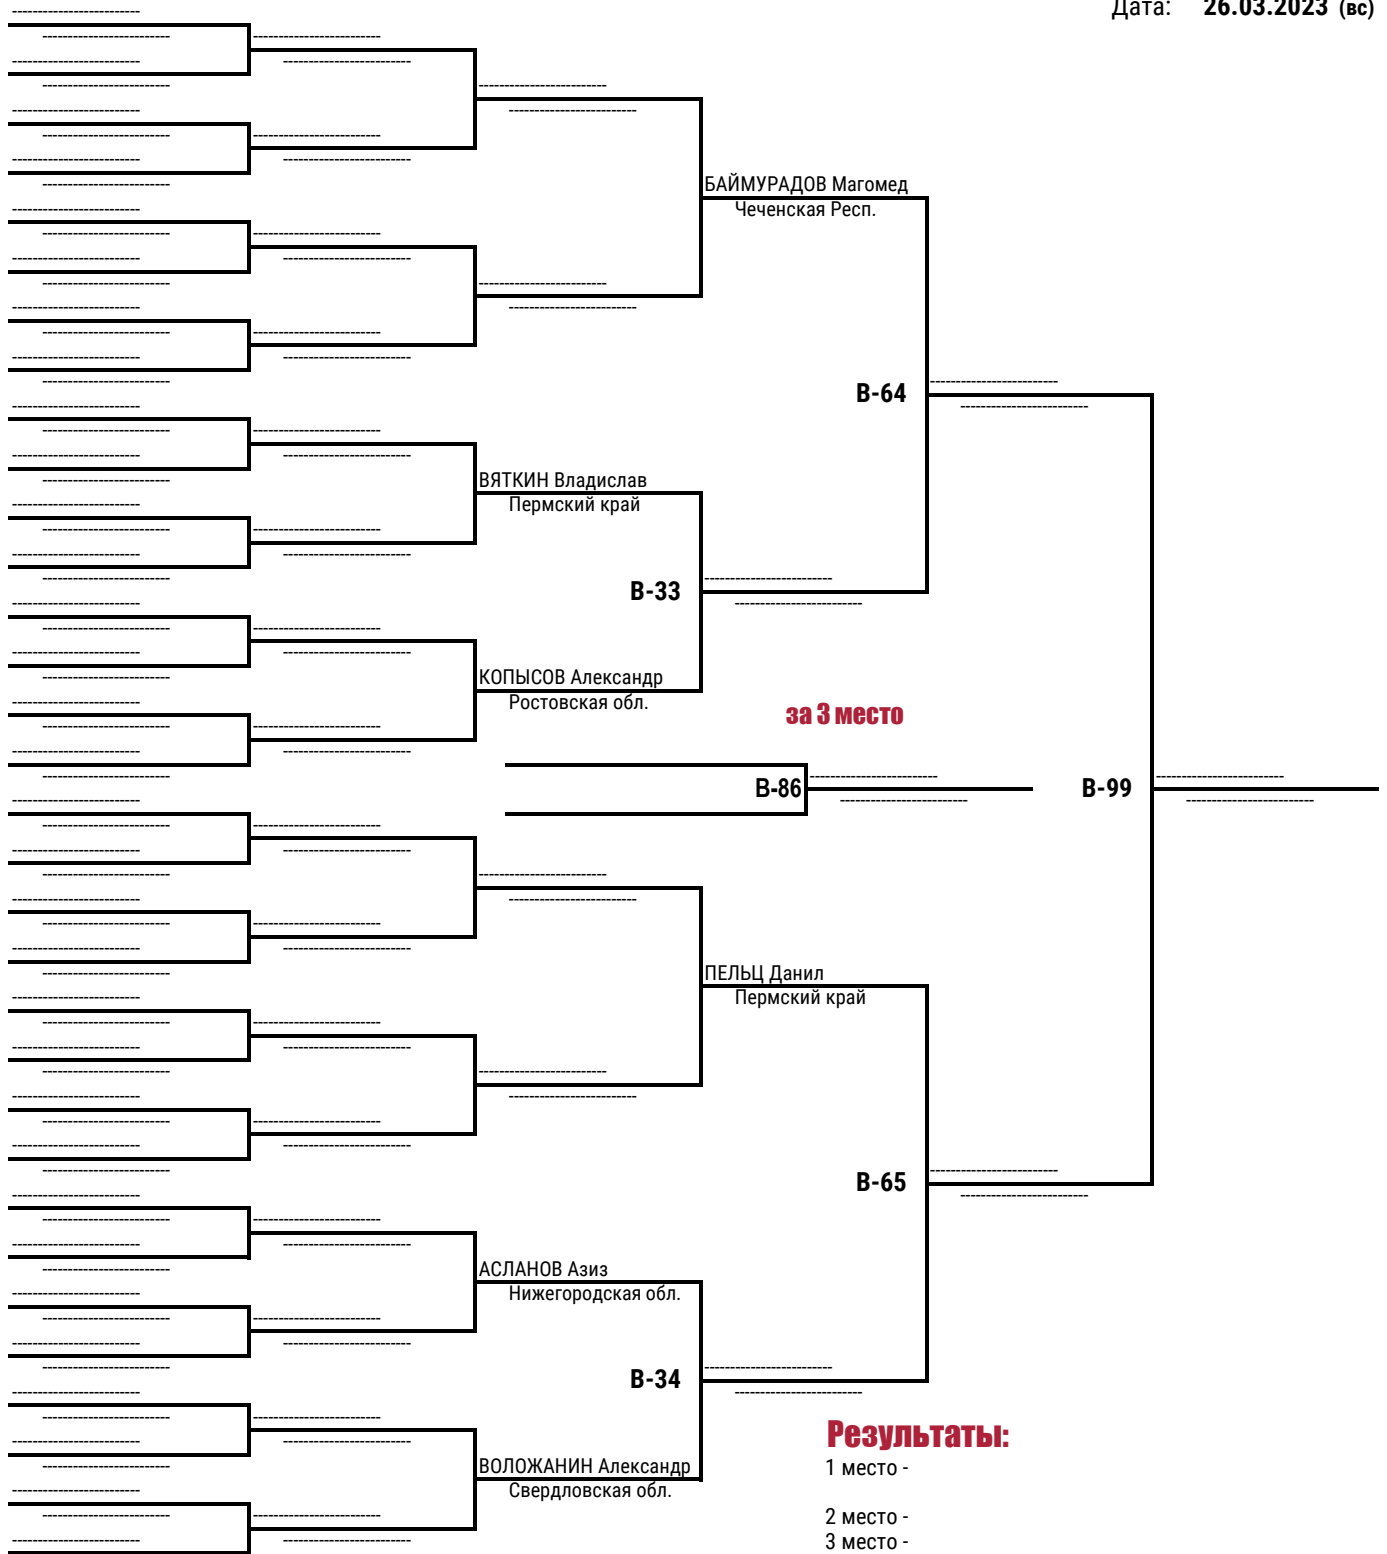 Дата: 26.03.2023 (вс)
БАЙМУРАДОВ Магомед
Чеченская Респ.
B-64
ВЯТКИН Владислав
Пермский край
B-33
КОПЫСОВ Александр
Ростовская обл.
за 3 место
B-86
B-99
ПЕЛЬЦ Данил
Пермский край
B-65
АСЛАНОВ Азиз
Нижегородская обл.
B-34
ВОЛОЖАНИН Александр
Свердловская обл.
Результаты:
1 место -
2 место -
3 место -